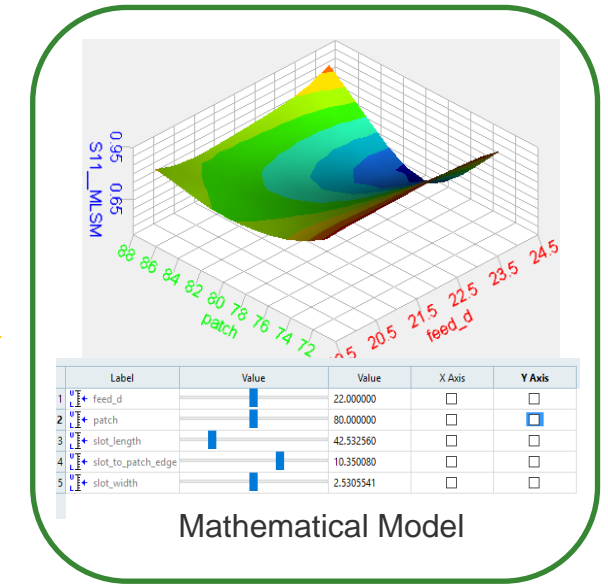 0.95
0.65
S11__MLSM
88 86 84 82 80 78 76 74 72
patch
20.5 21.5 22.5 23.5 24.5
feed_d
Label Value Value X Axis Y Axis
1 feed_d 22.000000
2 patch 80.000000
3 slot_length 42.532560
4 slot_to_patch_edge 10.350080
5 slot_width 2.5305541
Mathematical Model